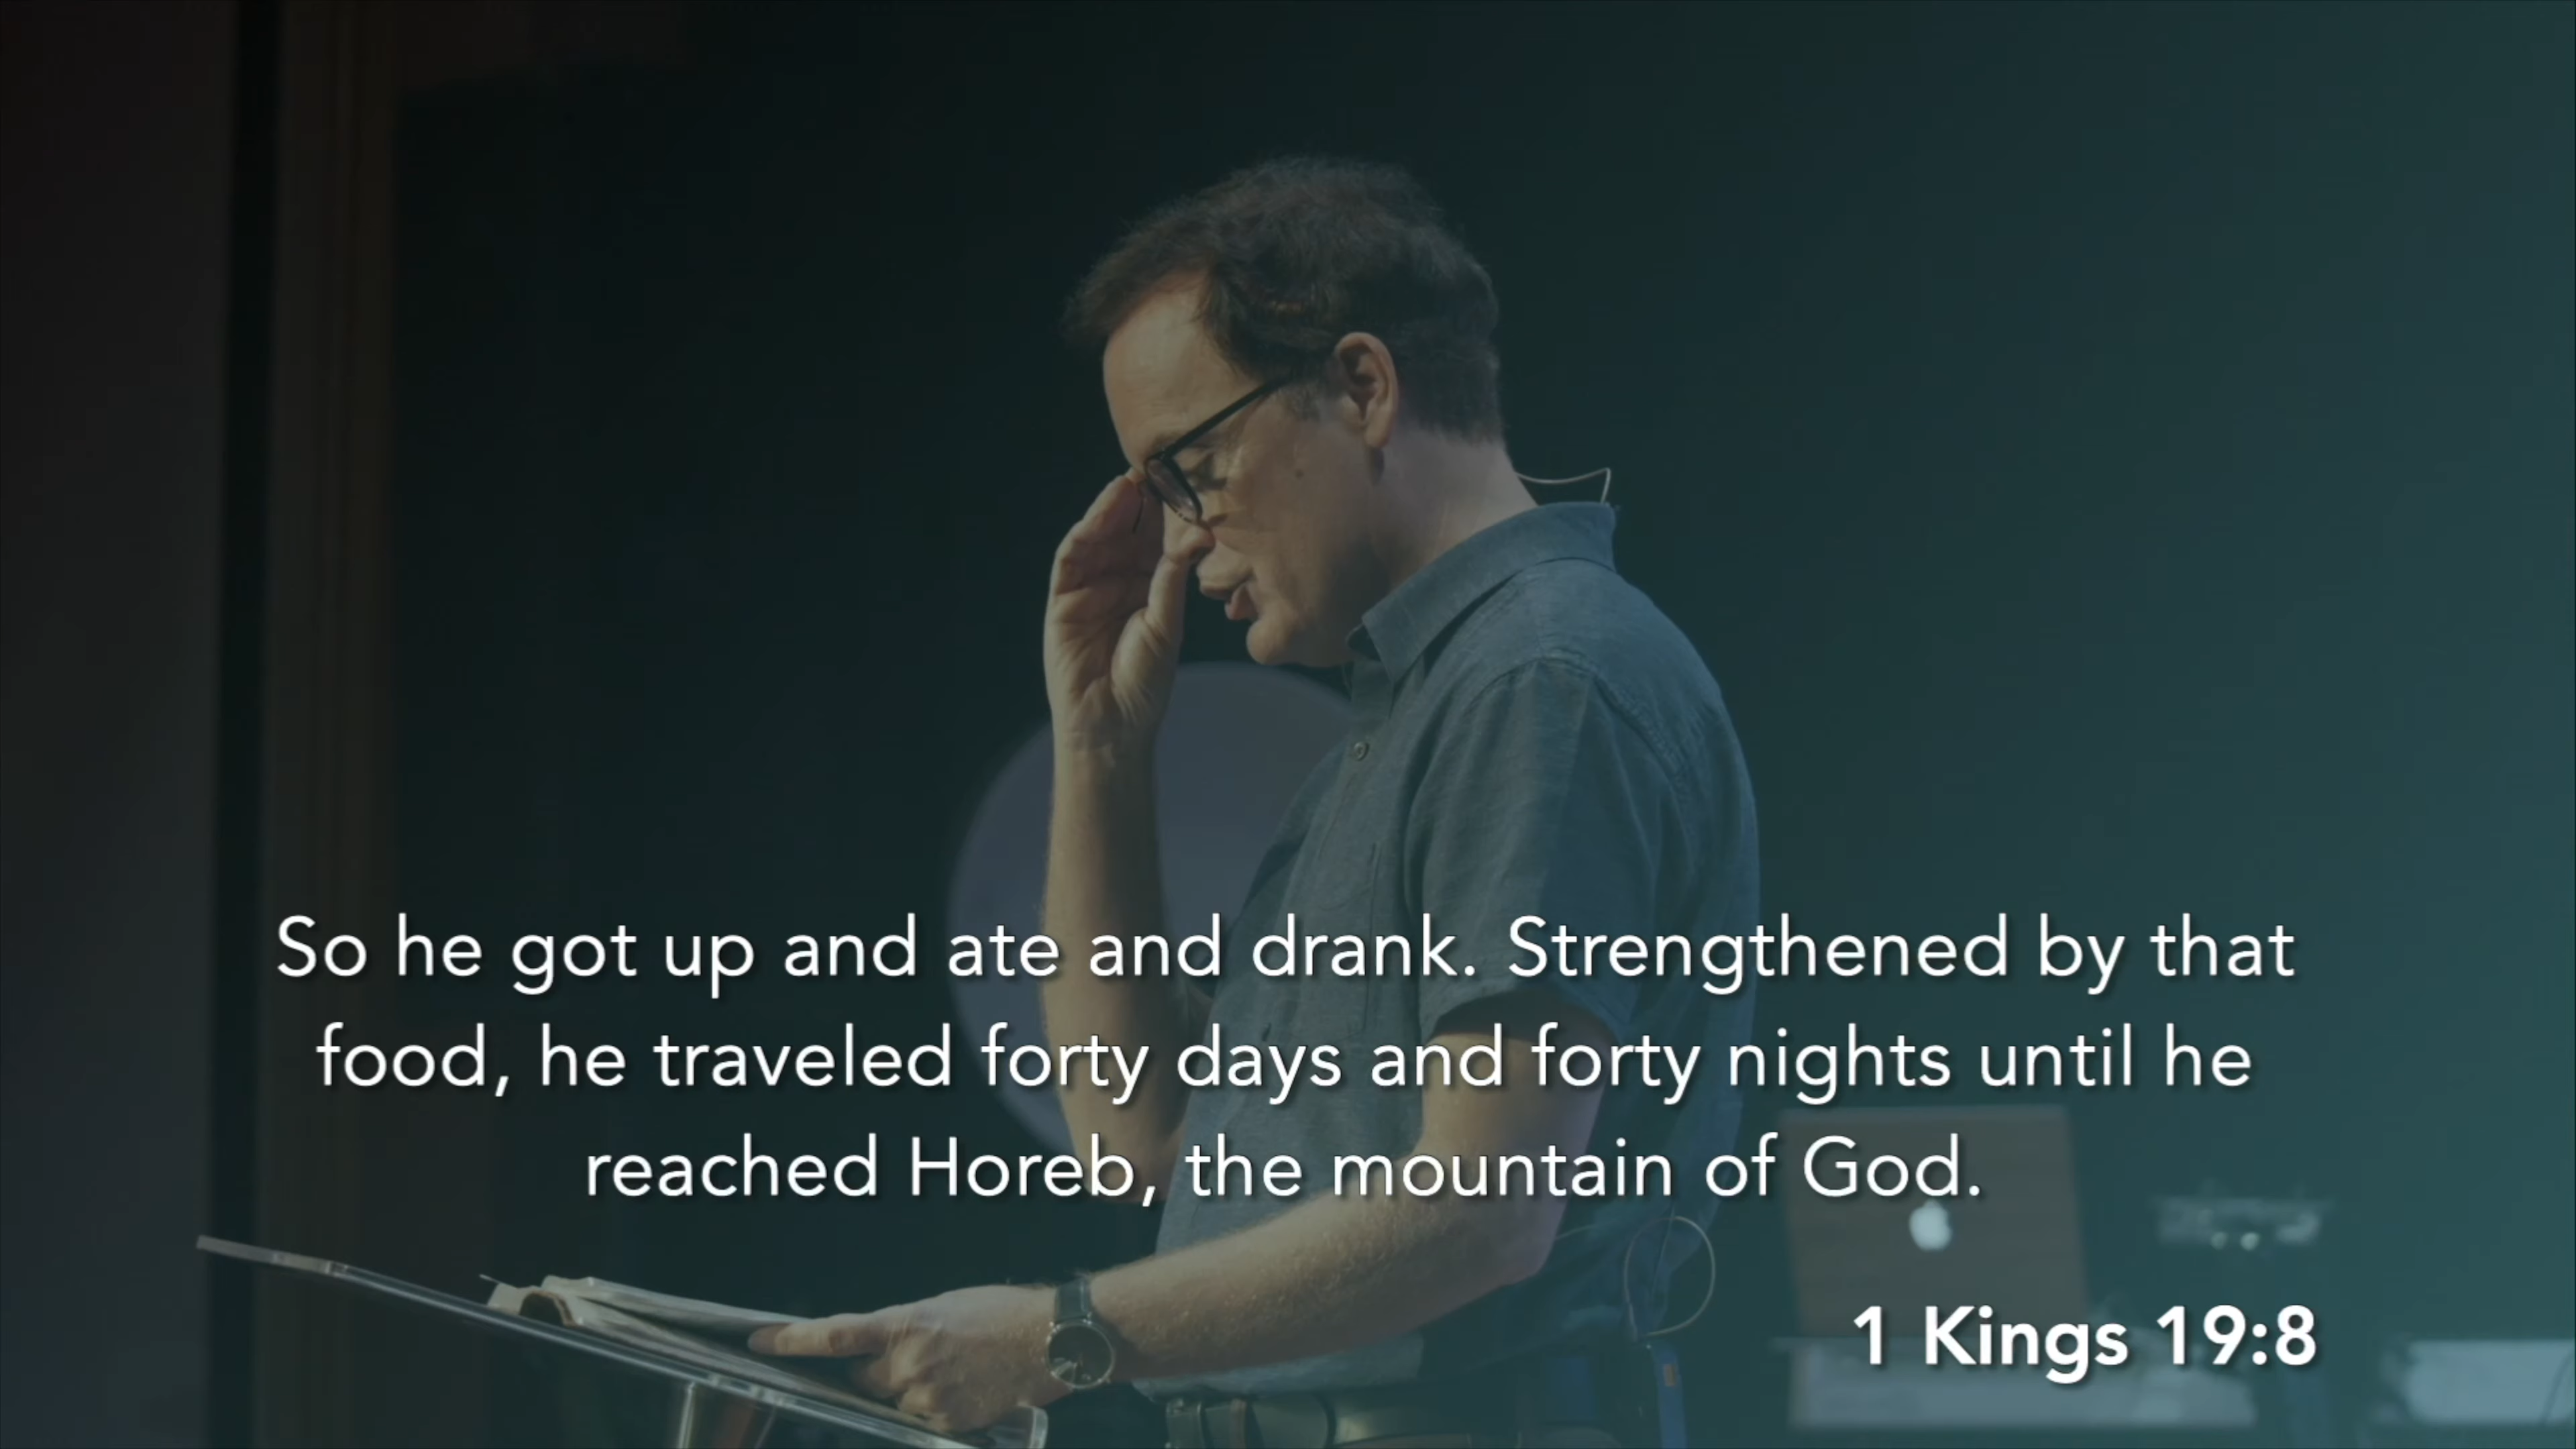 So he got up and ate and drank. Strengthened by that
food, he traveled forty days and forty nights until he
reached Horeb, the mountain of God.
1 Kings 19:8